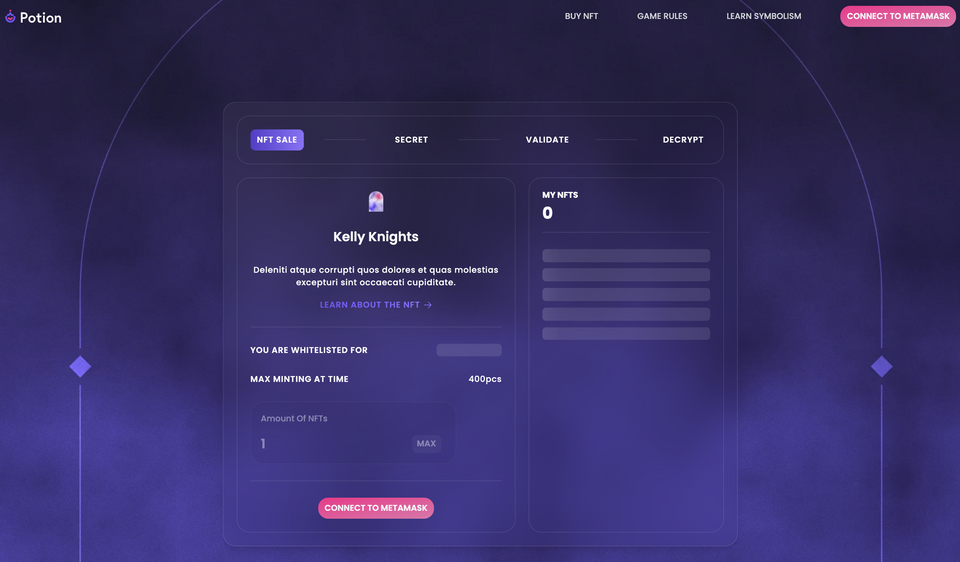 Potion
BUY NFT
GAME RULES
LEARN SYMBOLISM
CONNECT TO METAMASK
NFT SALE
SECRET
VALIDATE
DECRYPT
Kelly Knights
Deleniti atque corrupti quos dolores et quas molestias
excepturi sint occaecati cupiditate.
LEARN ABOUT THE NFT →
YOU ARE WHITELISTED FOR
MAX MINTING AT TIME 400pcs
Amount Of NFTs
1 MAX
CONNECT TO METAMASK
MY NFTS
0